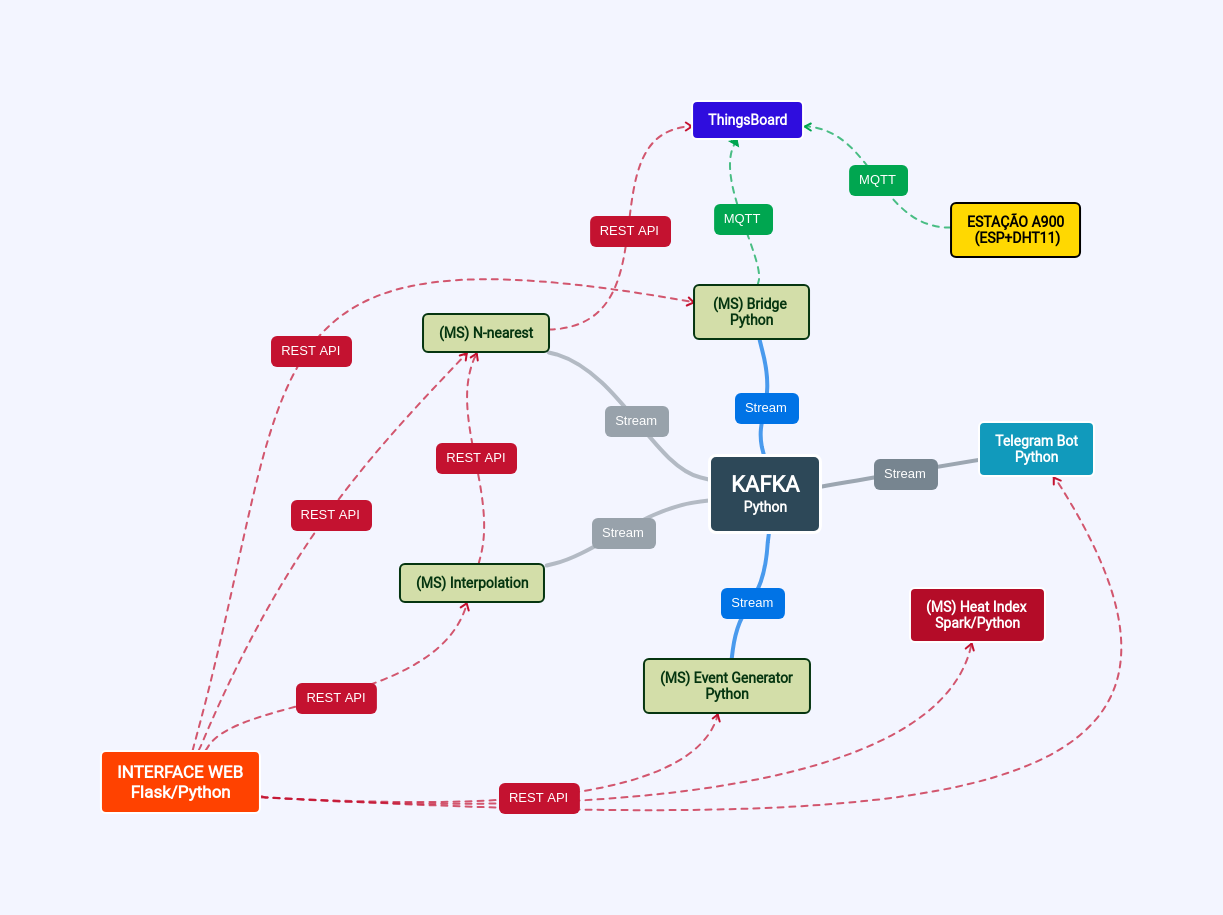 ThingsBoard
MQTT
ESTAÇÃO A900
(ESP+DHT11)
MQTT
REST API
(MS) Bridge
Python
(MS) N-nearest
REST API
Stream
Stream
Telegram Bot
Python
REST API
Stream
KAFKA
Python
REST API
Stream
(MS) Interpolation
Stream
(MS) Heat Index
Spark/Python
(MS) Event Generator
Python
REST API
INTERFACE WEB
Flask/Python
REST API